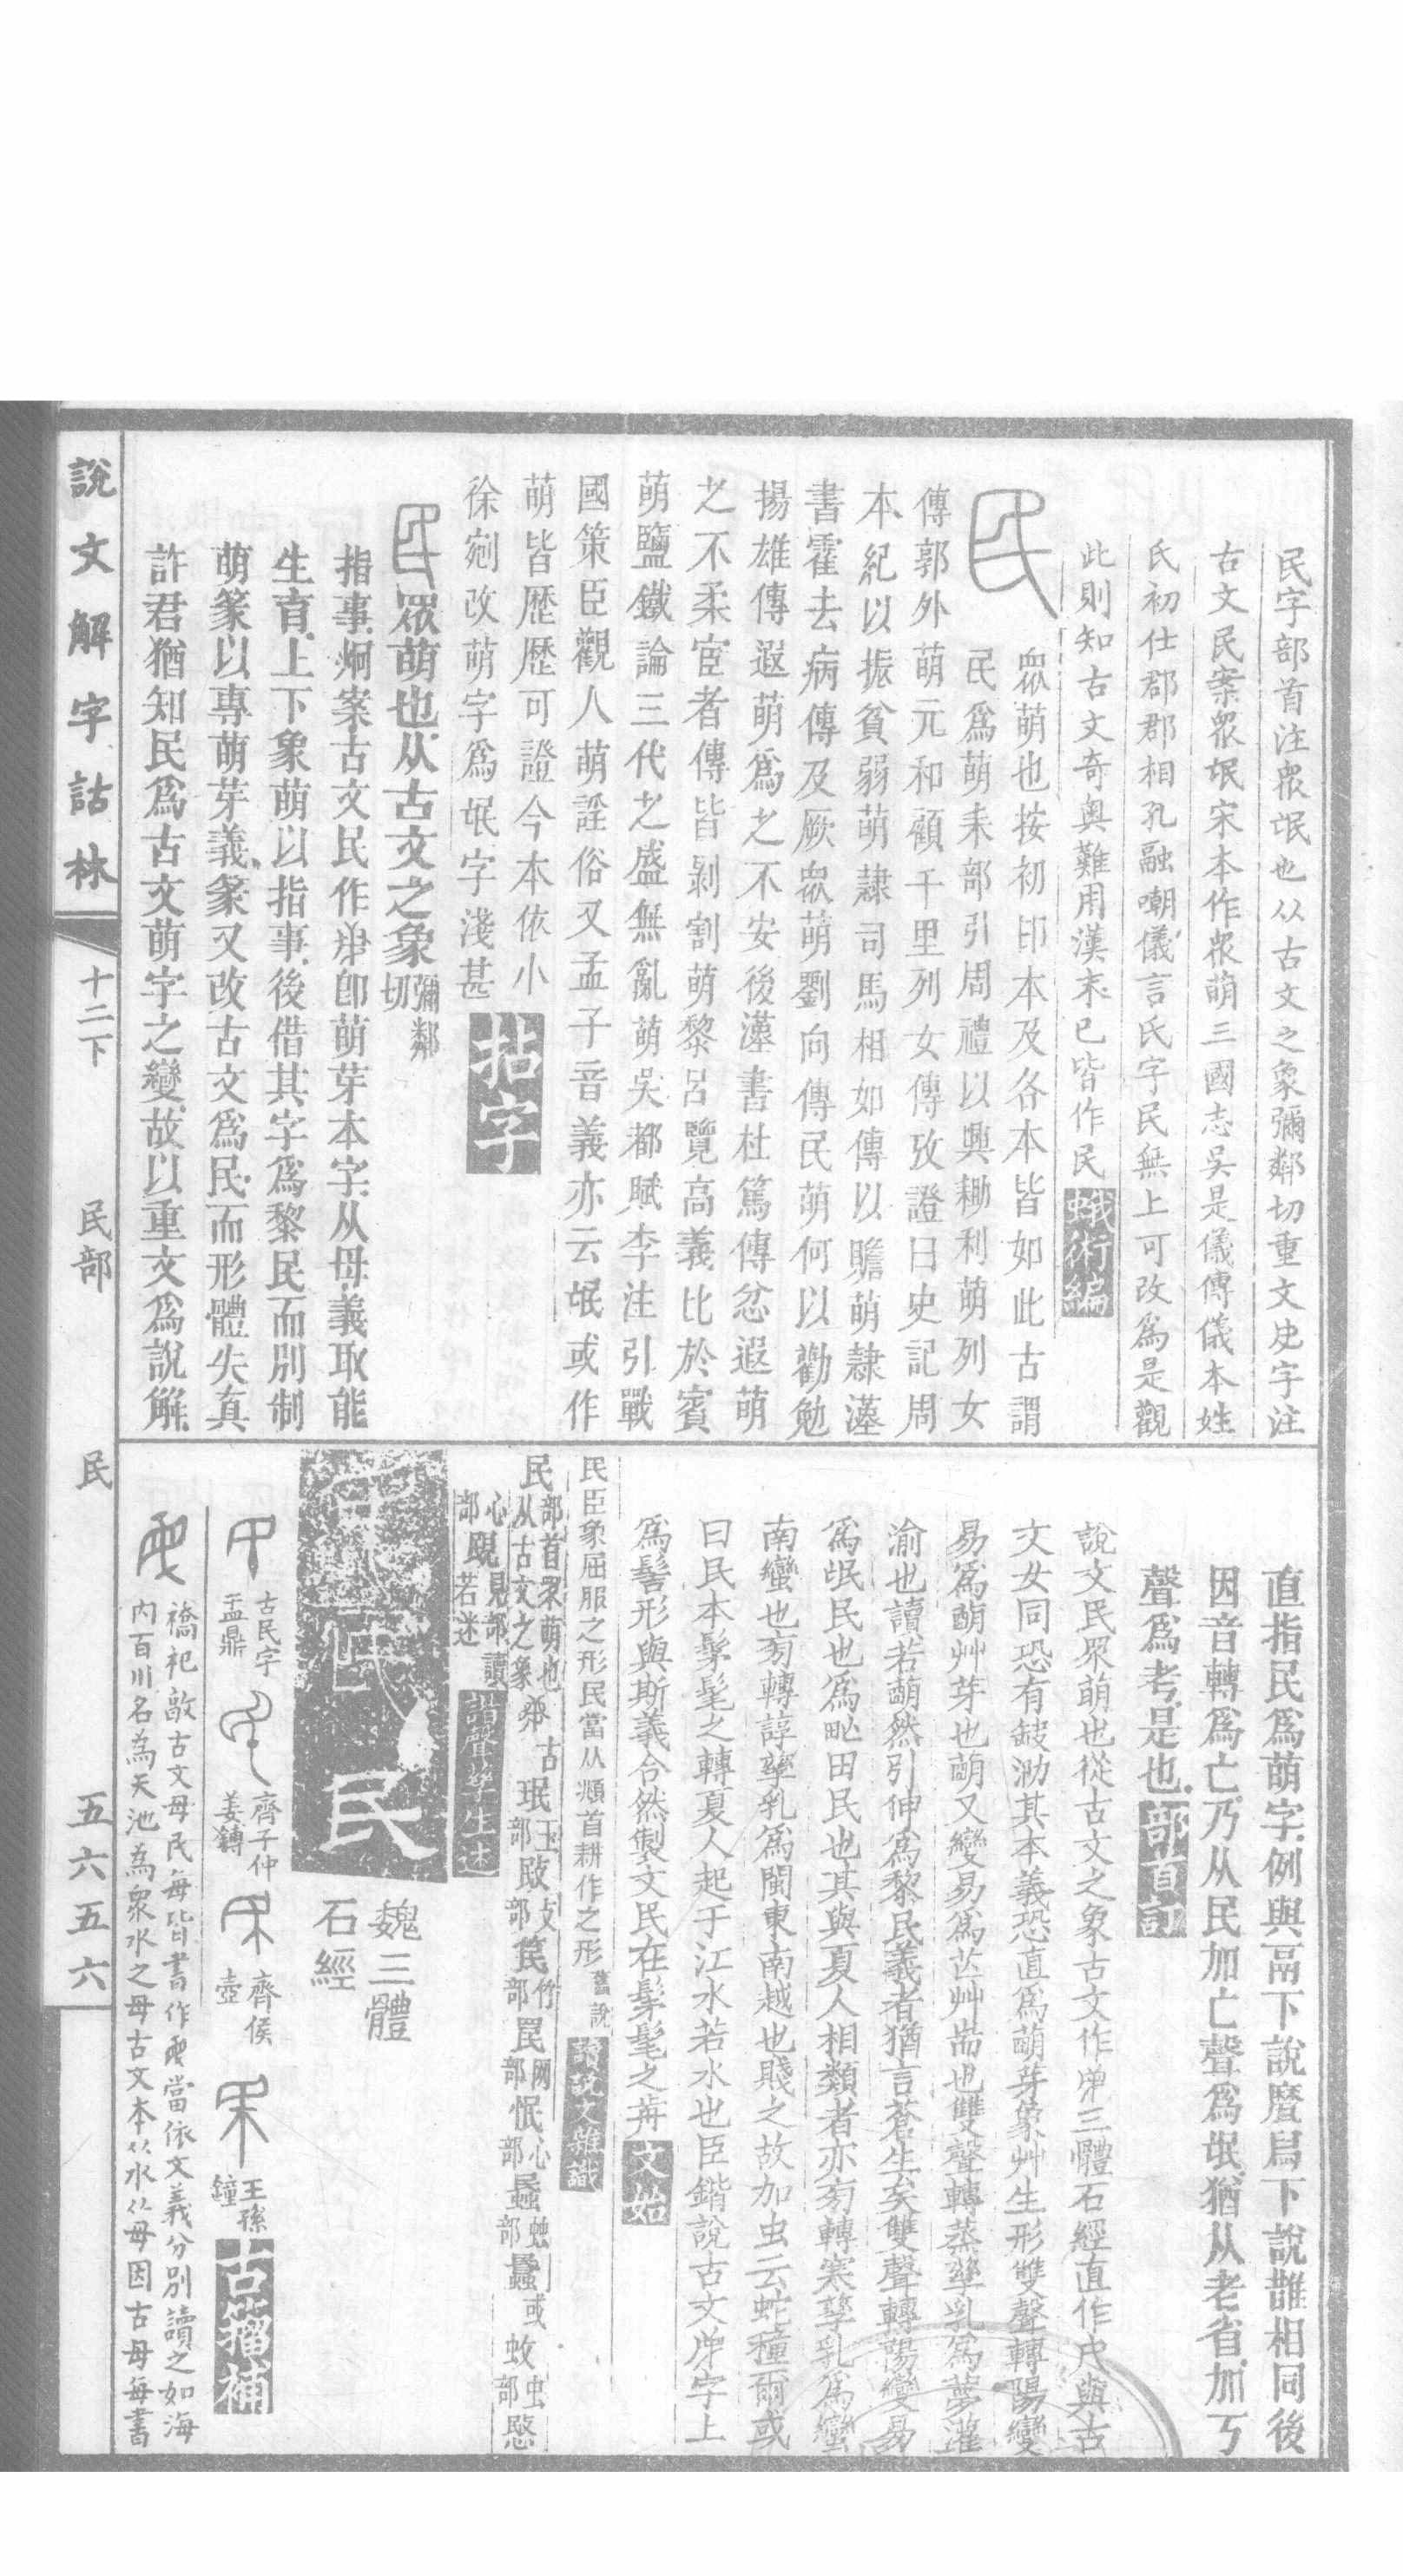 民字部首注衆氓也从古文之象彌鄰切重文𡴆字注
古文民案衆氓宋本作衆萌三國志吳是儀傳儀本姓
氏初仕郡郡相孔融嘲儀言氏字民無上可改爲是觀
此則知古文奇奧難用漢末已皆作民 蛾術編
民
衆萌也按初印本及各本皆如此古謂
民爲萌耒部引周禮以興耡利萌列女
傳郭外萌元和顧千里列女傳攷證曰史記周
本紀以振貧弱萌隷司馬相如傳以贍萌隷漢
書霍去病傳及厥衆萌劉向傳民萌何以勸勉
揚雄傳遐萌爲之不安後漢書杜篤傳忿遐萌
之不柔宦者傳皆剝割萌黎呂覽高義比於賓
萌鹽鐵論三代之盛無亂萌吳都賦李注引戰
國策臣觀人萌謠俗又孟子音義亦云氓或作
萌皆歷歷可證今本依小
徐剜改萌字爲氓字淺甚 拈字
民 衆萌也从古文之象 彌鄰切
指事炯案古文民作即萌芽本字从母義取能
生育上下象萌以指事後借其字爲黎民而別制
萌篆以專萌芽義篆又改古文爲民而形體失真
許君猶知民爲古文萌字之變故以重文爲說解
直指民爲萌字例與鬲下說䰛舃下說誰相同後
因音轉爲亡乃从民加亡聲爲氓猶从老省加丂
聲爲考是也 部首訂
說文民眾萌也從古文之象古文作三體石經直作與古
文女同恐有缺泐其本義恐直爲萌芽象艸生形雙聲轉陽變
易爲萌艸芽也萌又變易爲芒艸耑也雙聲轉蒸孳乳爲夢灌
渝也讀若萌然引伸爲黎民義者猶言蒼生矣雙聲轉陽變易
爲氓民也爲甿田民也其與夏人相類者亦旁轉寒孳乳爲蠻
南蠻也旁轉諄孳乳爲閩東南越也賤之故加虫云蛇種爾或
曰民本髳髦之轉夏人起于江水若水也臣鍇說古文字上
爲髻形與斯義合然製文民在髳髦之前 文始
民臣象屈服之形民當从頫首耕作之形 舊說 讀說文雜識
民 部首衆萌也从古文之象 古 珉 玉部 敃 攴部 笢 竹部 罠 网部 怋 心部 䘇 䖵部 蟁 或 蚊 虫部 愍
心部 䁕 見部讀若迷 諧聲孳生述
民
魏三體
石經
古民字 盂鼎 齊子仲姜鎛 齊侯壺 王孫鐘 古籀補
禱祀敵古文母民每皆書作當依文義分別讀之如海
內百川名爲天池爲衆水之母古文本从水从母因古母每書
說文解字詁林
十二下
民部
民
五六五六